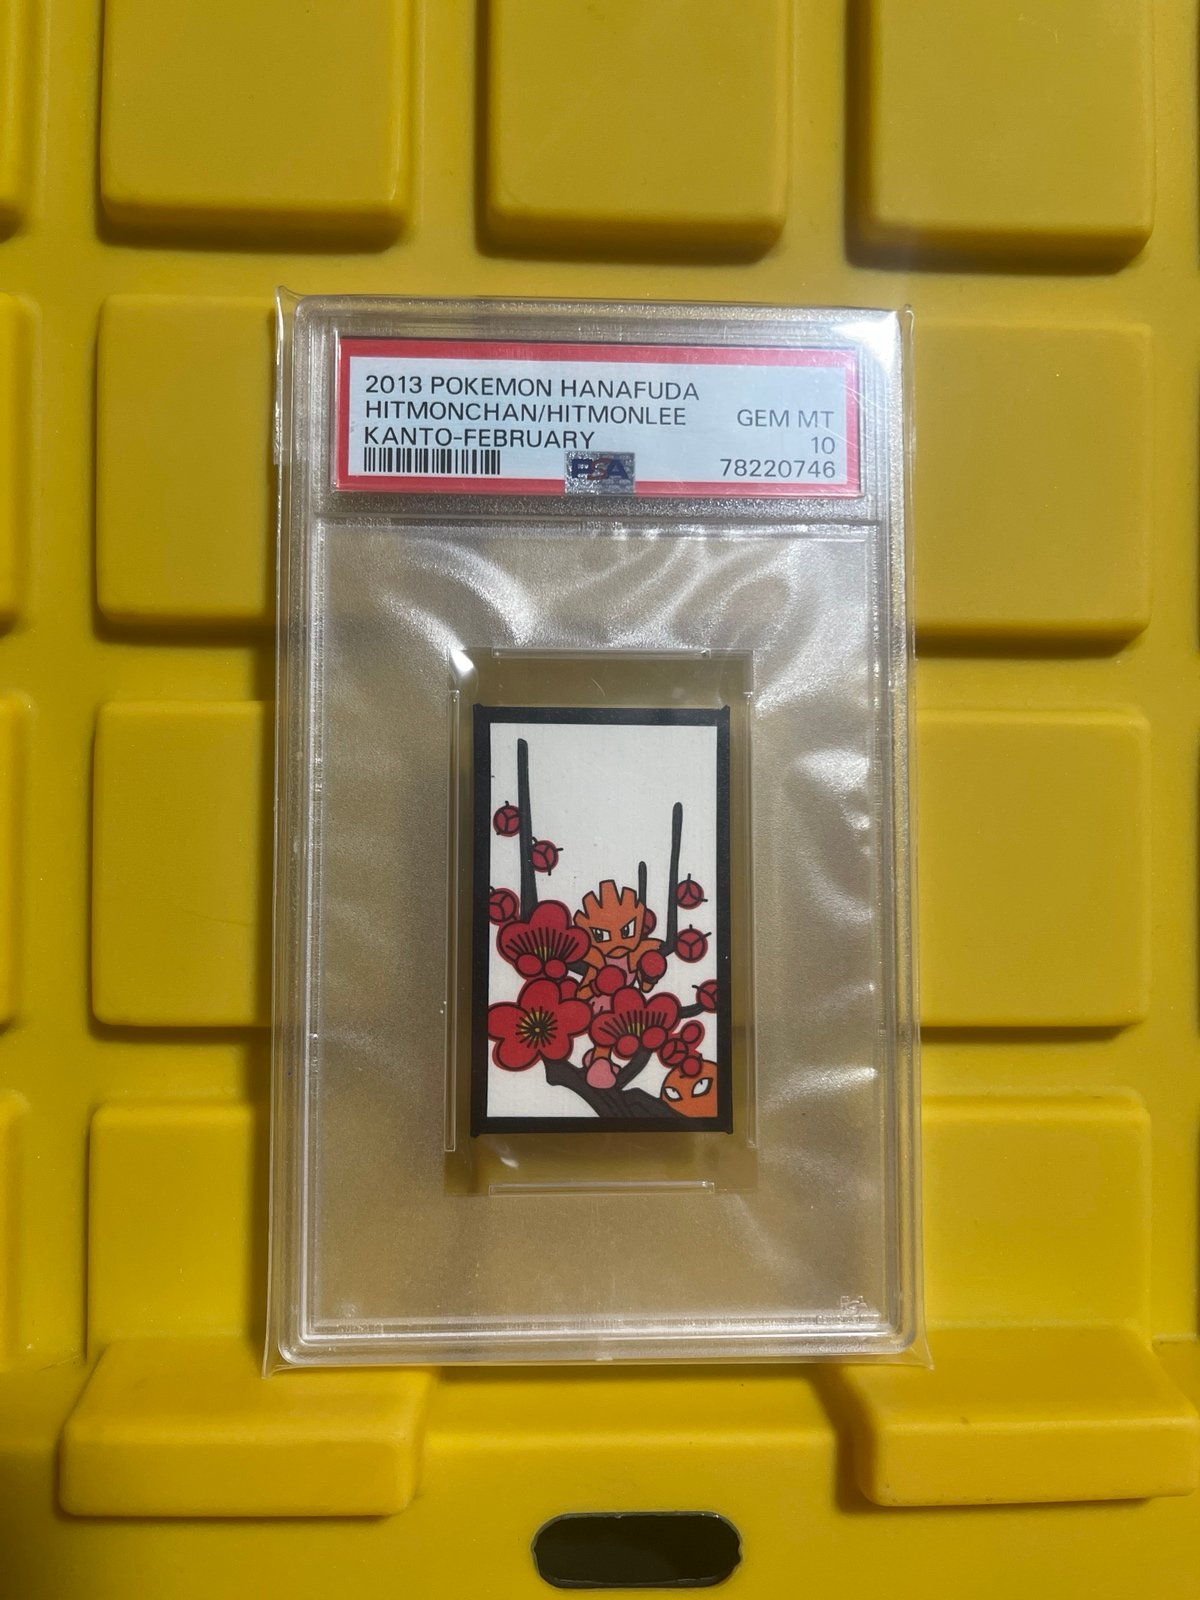 2013 POKEMON HANAFUDA
HITMONCHAN/HITMONLEE GEM MT
KANTO-FEBRUARY 10
PSA 78220746